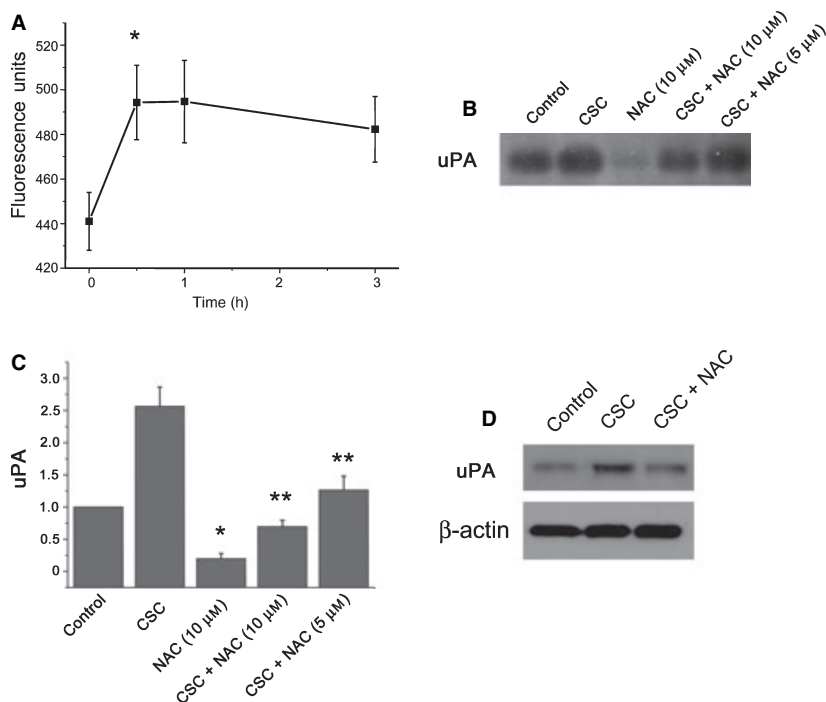 A
Fluorescence units
520
500
480
460
440
420
*
0
1
2
3
Time (h)
B
Control
CSC
NAC (10 μM)
CSC + NAC (10 μM)
CSC + NAC (5 μM)
uPA
C
uPA
3.0
2.5
2.0
1.5
1.0
0.5
0
*
**
**
Control
CSC
NAC (10 μM)
CSC + NAC (10 μM)
CSC + NAC (5 μM)
D
Control
CSC
CSC + NAC
uPA
β-actin